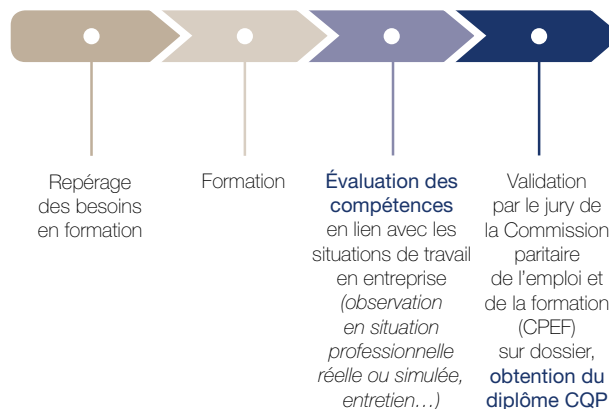 Repérage
des besoins
en formation
Formation
Évaluation des
compétences
en lien avec les
situations de travail
en entreprise
(observation
en situation
professionnelle
réelle ou simulée,
entretien…)
Validation
par le jury de
la Commission
paritaire
de l'emploi et
de la formation
(CPEF)
sur dossier,
obtention du
diplôme CQP